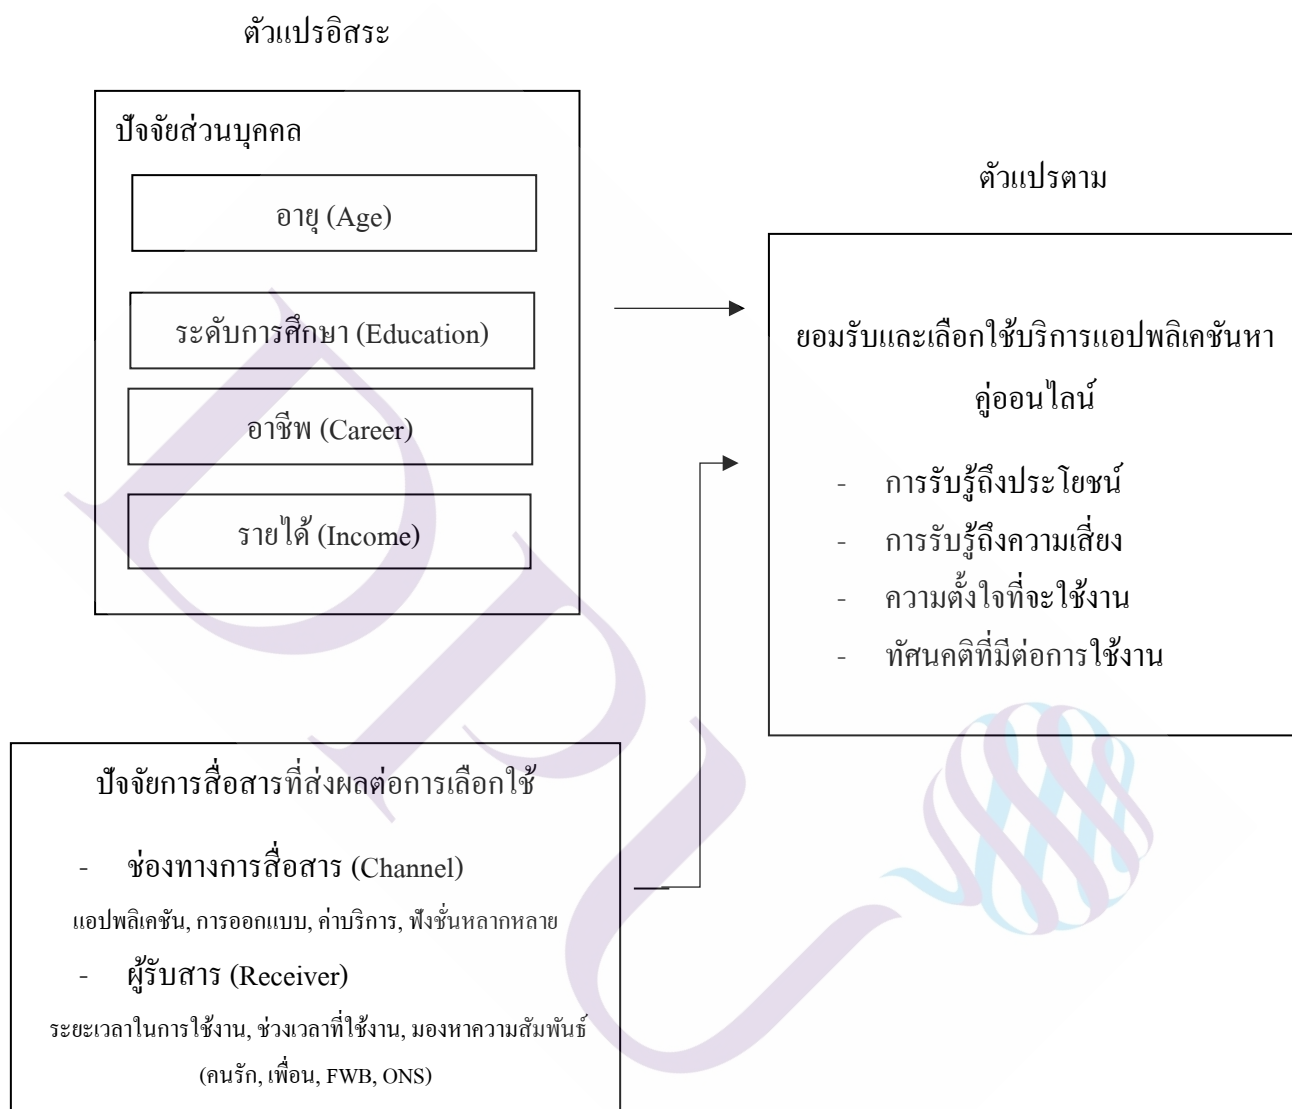 ตัวแปรอิสระ
ปัจจัยส่วนบุคคล
อายุ (Age)
ระดับการศึกษา (Education)
อาชีพ (Career)
รายได้ (Income)
ปัจจัยการสื่อสารที่ส่งผลต่อการเลือกใช้
- ช่องทางการสื่อสาร (Channel)
แอปพลิเคชัน, การออกแบบ, ค่าบริการ, ฟังชั่นหลากหลาย
- ผู้รับสาร (Receiver)
ระยะเวลาในการใช้งาน, ช่วงเวลาที่ใช้งาน, มองหาความสัมพันธ์
(คนรัก, เพื่อน, FWB, ONS)
ตัวแปรตาม
ยอมรับและเลือกใช้บริการแอปพลิเคชันหา
คู่ออนไลน์
- การรับรู้ถึงประโยชน์
- การรับรู้ถึงความเสี่ยง
- ความตั้งใจที่จะใช้งาน
- ทัศนคติที่มีต่อการใช้งาน
DPU